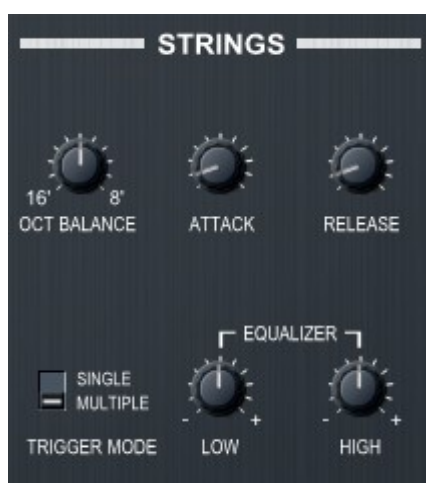 STRINGS
16' 8'
OCT BALANCE ATTACK RELEASE
EQUALIZER
SINGLE
MULTIPLE
- + - +
TRIGGER MODE LOW HIGH